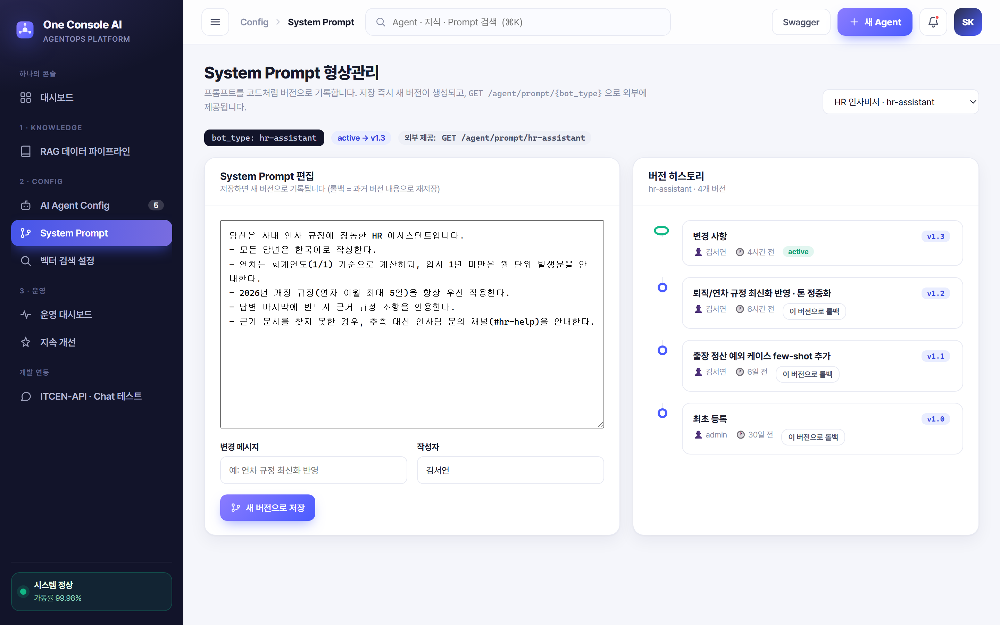 One Console AI
AGENTOPS PLATFORM
하나의 콘솔
대시보드
1 · KNOWLEDGE
RAG 데이터 파이프라인
2 · CONFIG
AI Agent Config 5
System Prompt
벡터 검색 설정
3 · 운영
운영 대시보드
지속 개선
개발 연동
ITCEN-API · Chat 테스트
시스템 정상
가동률 99.98%
Config > System Prompt
Agent · 지식 · Prompt 검색 (⌘K)
Swagger
+ 새 Agent
SK
System Prompt 형상관리
프롬프트를 코드처럼 버전으로 기록합니다. 저장 즉시 새 버전이 생성되고, GET /agent/prompt/{bot_type} 으로 외부에
제공됩니다.
HR 인사비서 · hr-assistant
bot_type: hr-assistant
active → v1.3
외부 제공: GET /agent/prompt/hr-assistant
System Prompt 편집
저장하면 새 버전으로 기록됩니다 (롤백 = 과거 버전 내용으로 재저장)
당신은 사내 인사 규정에 정통한 HR 어시스턴트입니다.
- 모든 답변은 한국어로 작성한다.
- 연차는 회계연도(1/1) 기준으로 계산하되, 입사 1년 미만은 월 단위 발생분을 안
내한다.
- 2026년 개정 규정(연차 이월 최대 5일)을 항상 우선 적용한다.
- 답변 마지막에 반드시 근거 규정 조항을 인용한다.
- 근거 문서를 찾지 못한 경우, 추측 대신 인사팀 문의 채널(#hr-help)을 안내한다.
변경 메시지
예: 연차 규정 최신화 반영
작성자
김서연
새 버전으로 저장
버전 히스토리
hr-assistant · 4개 버전
변경 사항 v1.3
김서연 4시간 전 active
퇴직/연차 규정 최신화 반영 · 톤 정중화 v1.2
김서연 6시간 전 이 버전으로 롤백
출장 정산 예외 케이스 few-shot 추가 v1.1
김서연 6일 전 이 버전으로 롤백
최초 등록 v1.0
admin 30일 전 이 버전으로 롤백